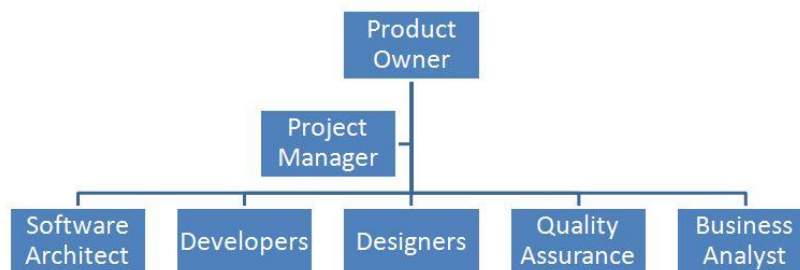 Product
Owner
Project
Manager
Software
Architect
Developers
Designers
Quality
Assurance
Business
Analyst